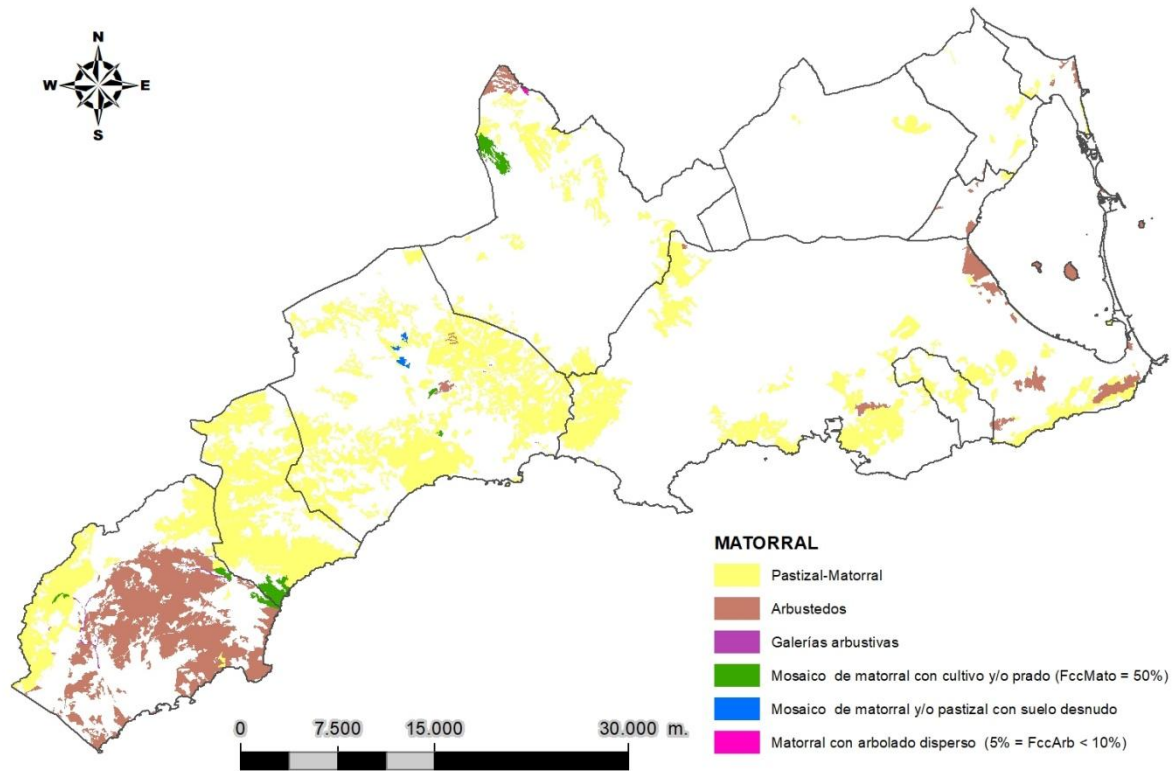 N
W E
S
MATORRAL
Pastizal-Matorral
Arbustedos
Galerías arbustivas
Mosaico de matorral con cultivo y/o prado (FccMato = 50%)
Mosaico de matorral y/o pastizal con suelo desnudo
Matorral con arbolado disperso (5% = FccArb < 10%)
0 7.500 15.000 30.000 m.